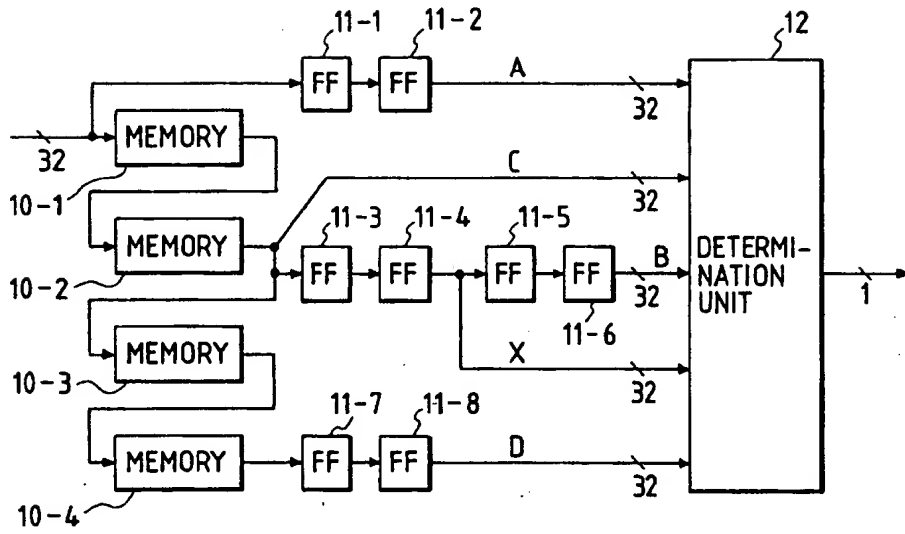 11-1
11-2
12
FF
FF
A
32
32
MEMORY
10-1
C
32
11-3
11-4
11-5
MEMORY
FF
FF
FF
FF
B
32
DETERMI-
NATION
UNIT
1
10-2
11-6
MEMORY
X
32
10-3
11-7
11-8
MEMORY
FF
FF
D
32
10-4